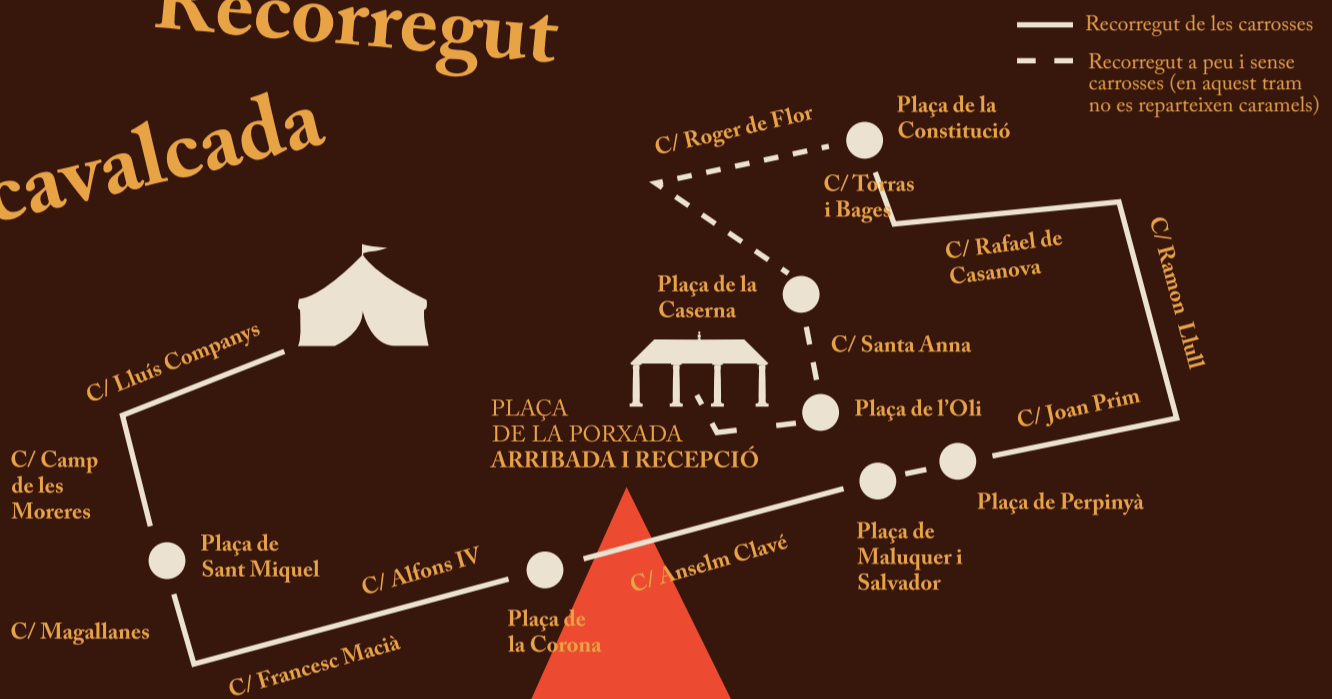 Recorregut
cavalcada
Recorregut de les carrosses
Recorregut a peu i sense
carrosses (en aquest tram
no es reparteixen caramels)
C/ Roger de Flor
Plaça de la
Constitució
C/ Torras
i Bages
C/ Rafael de
Casanova
C/ Ramon Llull
Plaça de la
Caserna
C/ Santa Anna
C/ Lluís Companys
PLAÇA
DE LA PORXADA
ARRIBADA I RECEPCIÓ
Plaça de l’Oli
C/ Joan Prim
C/ Camp
de les
Moreres
Plaça de Perpinyà
Plaça de
Maluquer i
Salvador
Plaça de
Sant Miquel
C/ Alfons IV
C/ Anselm Clavé
C/ Magallanes
C/ Francesc Macià
Plaça de
la Corona